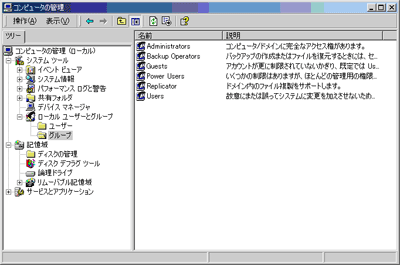 コンピュータの管理
操作(A) 表示(V)
ツリー
コンピュータの管理 (ローカル)
システム ツール
イベント ビューア
システム情報
パフォーマンス ログと警告
共有フォルダ
デバイス マネージャ
ローカル ユーザーとグループ
ユーザー
グループ
記憶域
ディスクの管理
ディスク デフラグ ツール
論理ドライブ
リムーバブル記憶域
サービスとアプリケーション
名前 説明
Administrators コンピュータ/ドメインに完全なアクセス権があります。
Backup Operators バックアップの作成またはファイルを復元するときには、セ...
Guests アカウントが更に制限されていないかぎり、既定では Us...
Power Users いくつかの制限はありますが、ほとんどの管理用の権限...
Replicator ドメイン内のファイル複製をサポートします。
Users 故意にまたは誤ってシステムに変更を加えさせないため...